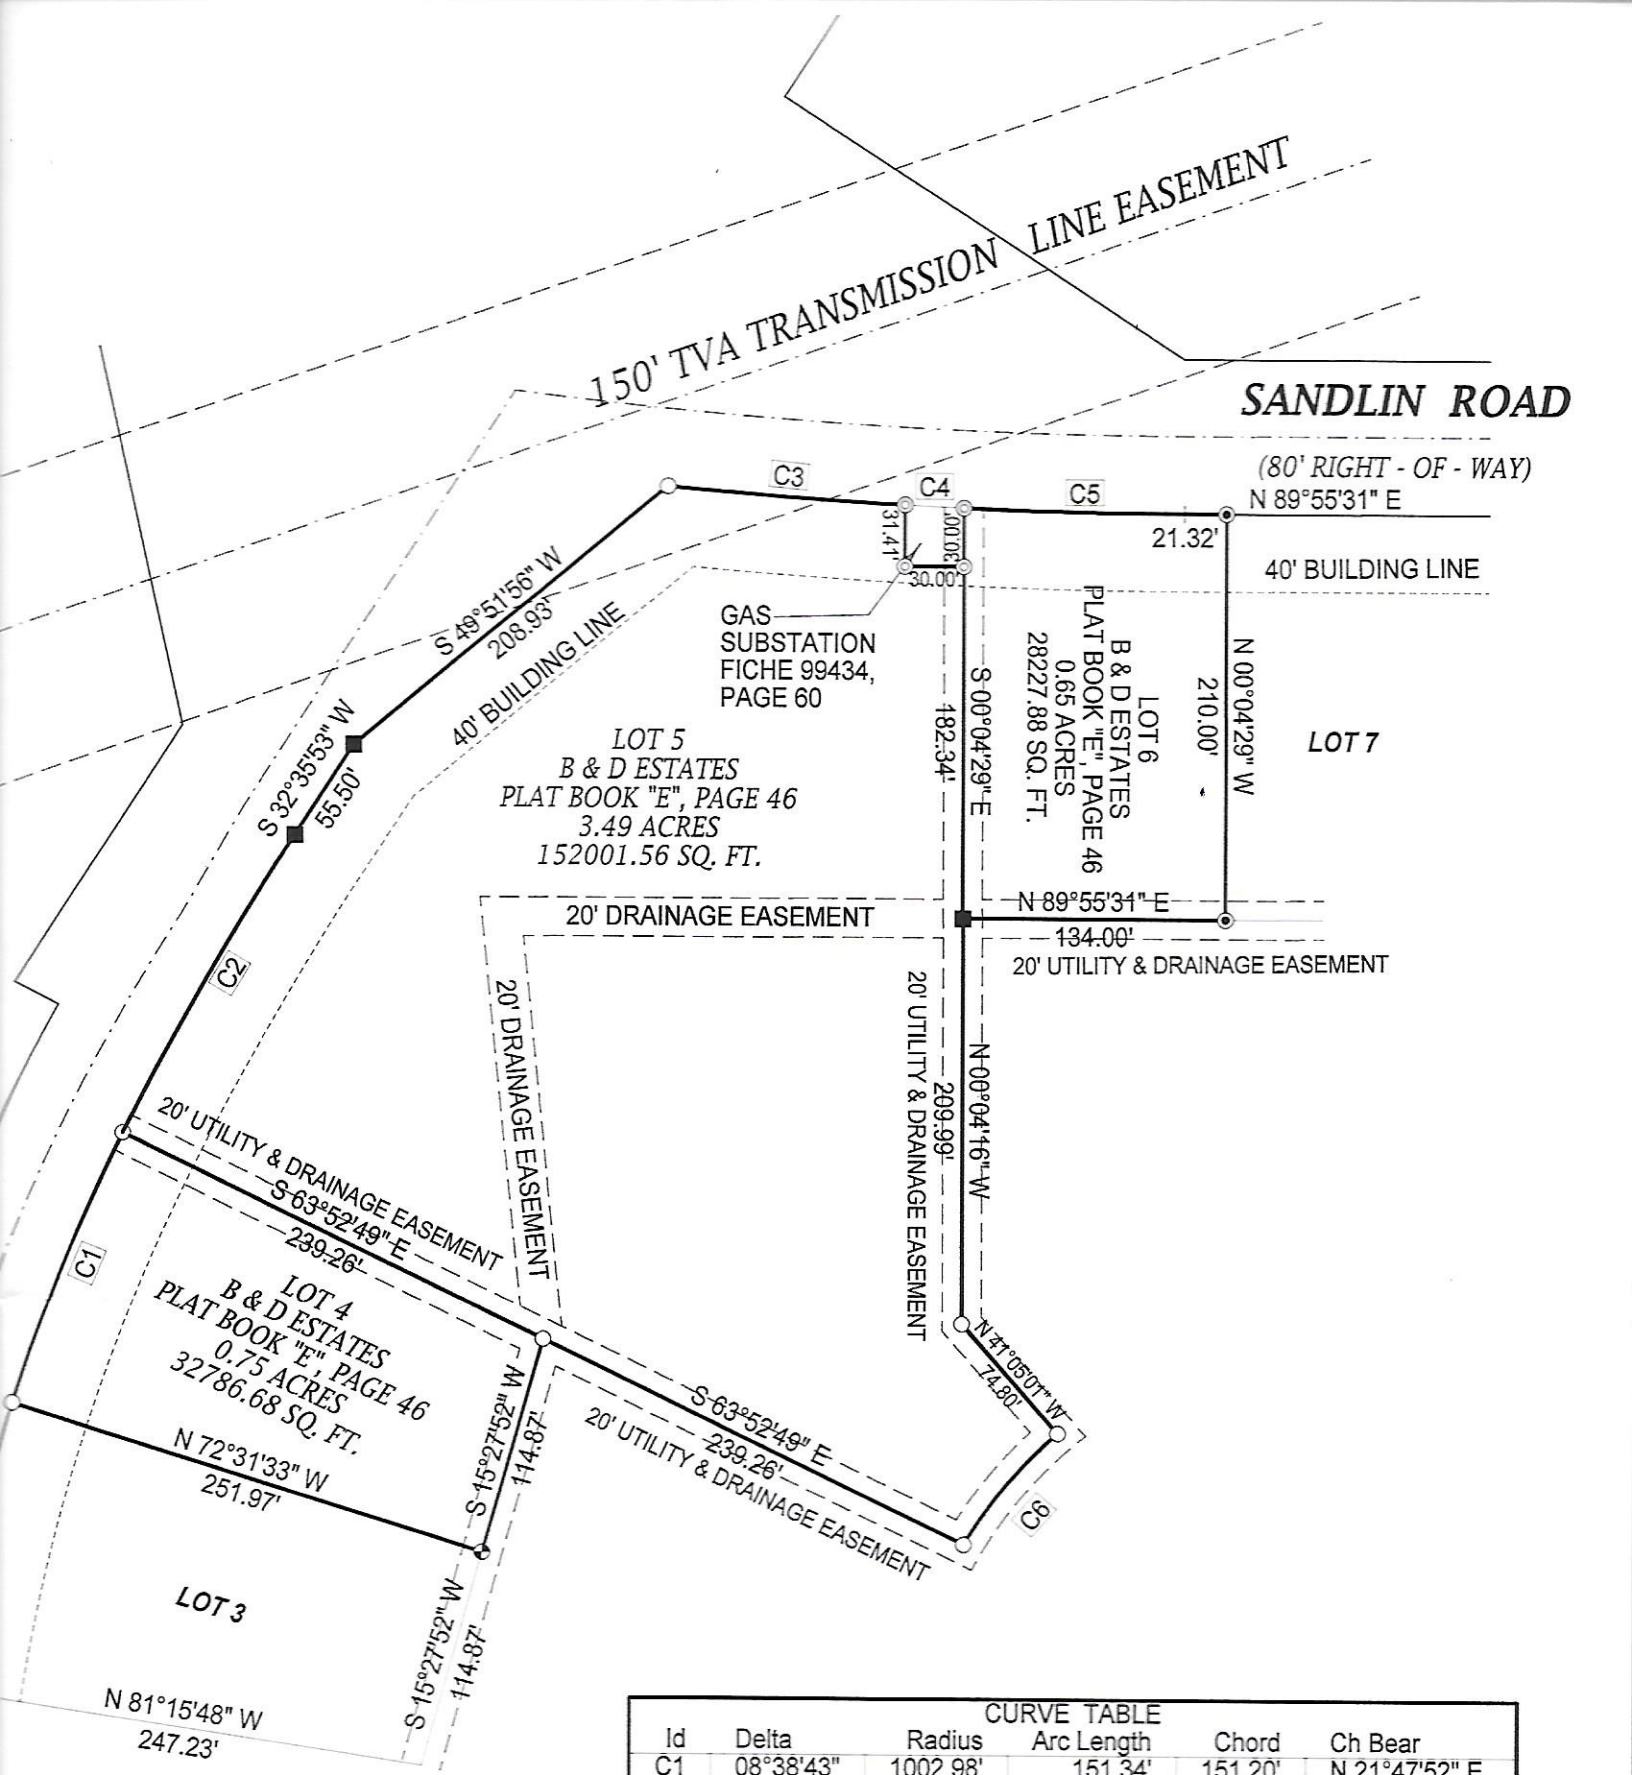 150' TVA TRANSMISSION LINE EASEMENT
SANDLIN ROAD
(80' RIGHT - OF - WAY)
N 89°55'31" E
C3
C4
C5
21.32'
31.41'
30.00'
30.00'
40' BUILDING LINE
S 49°51'56" W
208.93'
40' BUILDING LINE
GAS
SUBSTATION
FICHE 99434,
PAGE 60
S 32°35'53" W
55.50'
LOT 5
B & D ESTATES
PLAT BOOK "E", PAGE 46
3.49 ACRES
152001.56 SQ. FT.
S 00°04'29" E
182.34'
LOT 6
B & D ESTATES
PLAT BOOK "E", PAGE 46
0.65 ACRES
28227.88 SQ. FT.
N 00°04'29" W
210.00'
LOT 7
20' DRAINAGE EASEMENT
N 89°55'31" E
134.00'
20' UTILITY & DRAINAGE EASEMENT
C2
20' DRAINAGE EASEMENT
20' UTILITY & DRAINAGE EASEMENT
N 00°04'16" W
209.99'
20' UTILITY & DRAINAGE EASEMENT
S 63°52'49" E
239.26'
C1
LOT 4
B & D ESTATES
PLAT BOOK "E", PAGE 46
0.75 ACRES
32786.68 SQ. FT.
N 41°05'01" W
74.80'
S 63°52'49" E
239.26'
20' UTILITY & DRAINAGE EASEMENT
C6
S 15°27'52" W
114.87'
N 72°31'33" W
251.97'
LOT 3
S 15°27'52" W
114.87'
N 81°15'48" W
247.23'
CURVE TABLE
Id Delta Radius Arc Length Chord Ch Bear
C1 08°38'43" 1002.98' 151.34' 151.20' N 21°47'52" E